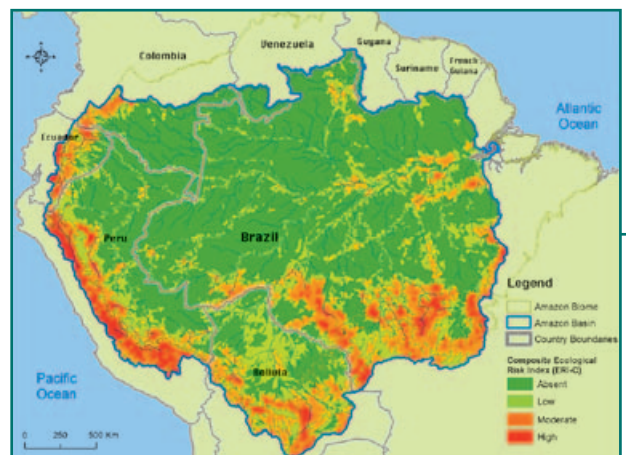 Colombia
Venezuela
Guyana
Suriname
French
Guiana
Atlantic
Ocean
Ecuador
Peru
Brazil
Bolivia
Pacific
Ocean
0 250 500 Km
Legend
Amazon Biome
Amazon Basin
Country Boundaries
Composite Ecological
Risk Index (ERI-C)
Absent
Low
Moderate
High